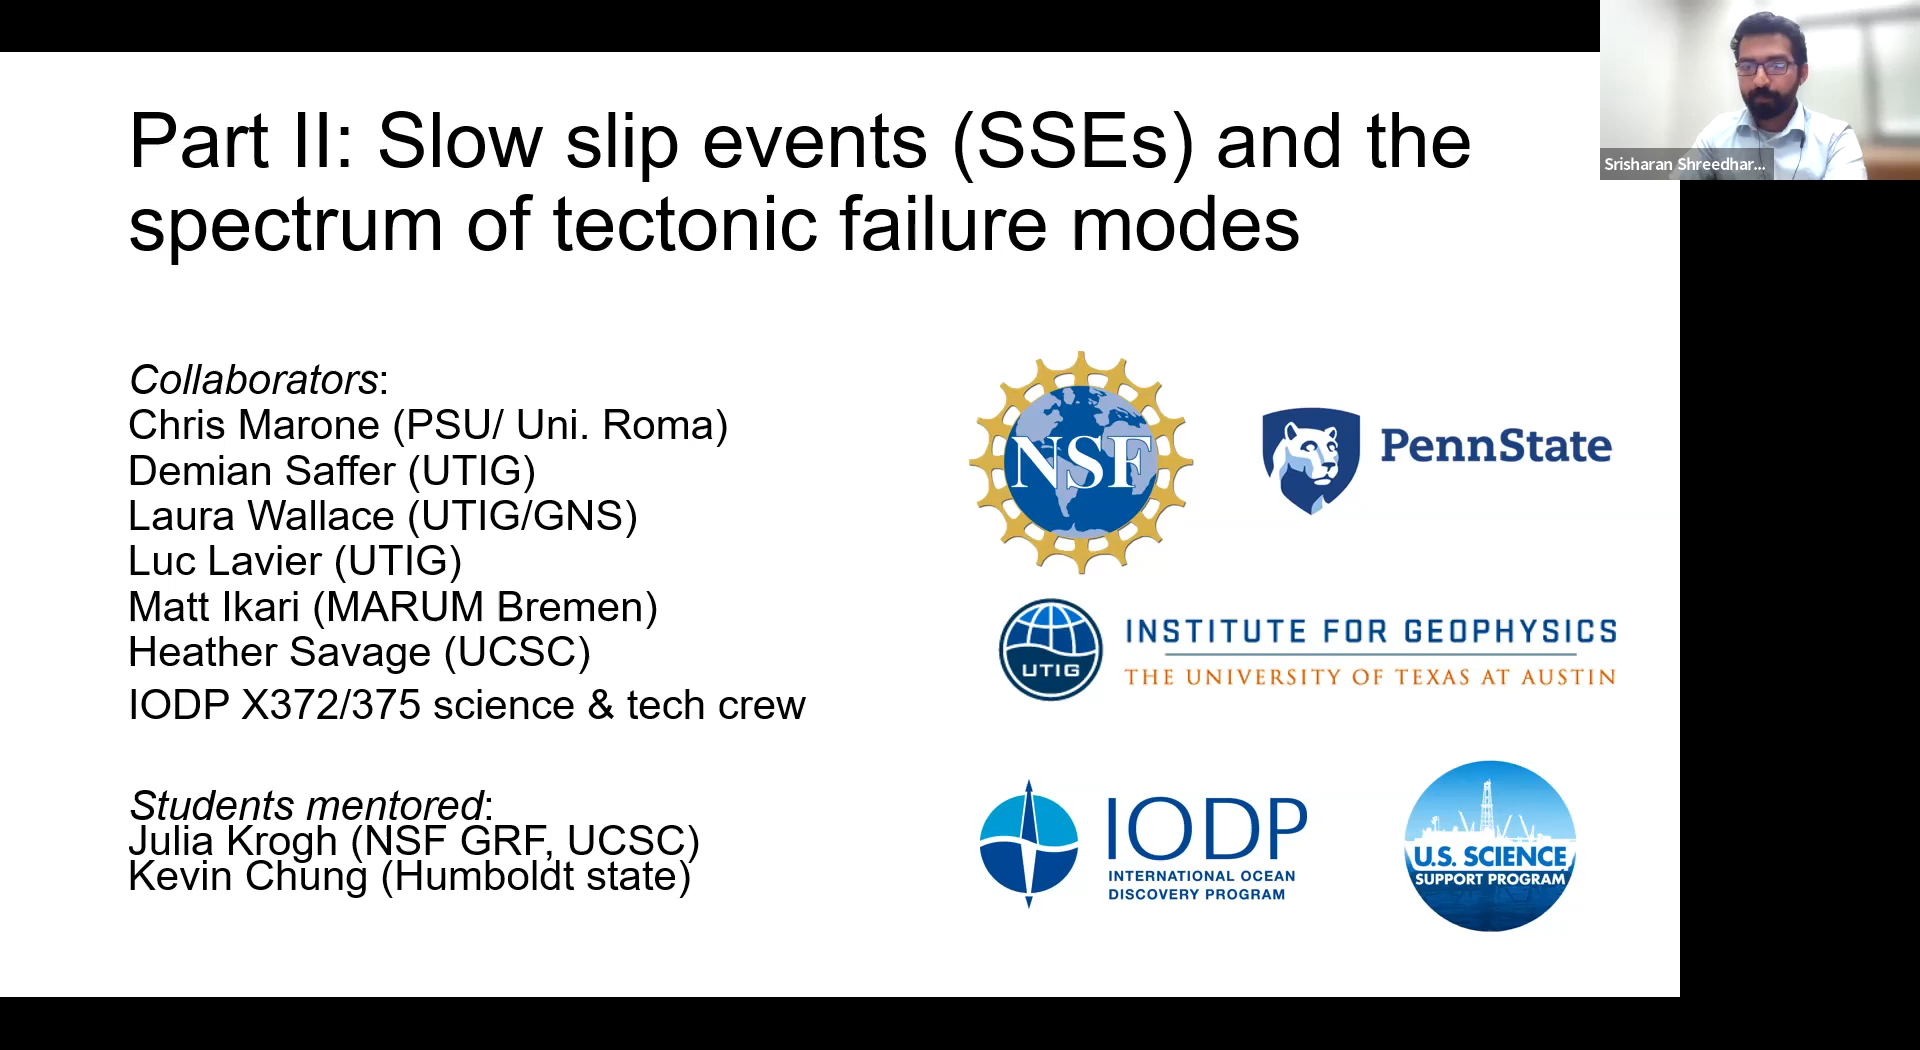 Part II: Slow slip events (SSEs) and the
spectrum of tectonic failure modes
Srisharan Shreedhar...
Collaborators:
Chris Marone (PSU/ Uni. Roma)
Demian Saffer (UTIG)
Laura Wallace (UTIG/GNS)
Luc Lavier (UTIG)
Matt Ikari (MARUM Bremen)
Heather Savage (UCSC)
IODP X372/375 science & tech crew
Students mentored:
Julia Krogh (NSF GRF, UCSC)
Kevin Chung (Humboldt state)
NSF
PennState
UTIG
INSTITUTE FOR GEOPHYSICS
THE UNIVERSITY OF TEXAS AT AUSTIN
IODP
INTERNATIONAL OCEAN
DISCOVERY PROGRAM
U.S. SCIENCE
SUPPORT PROGRAM